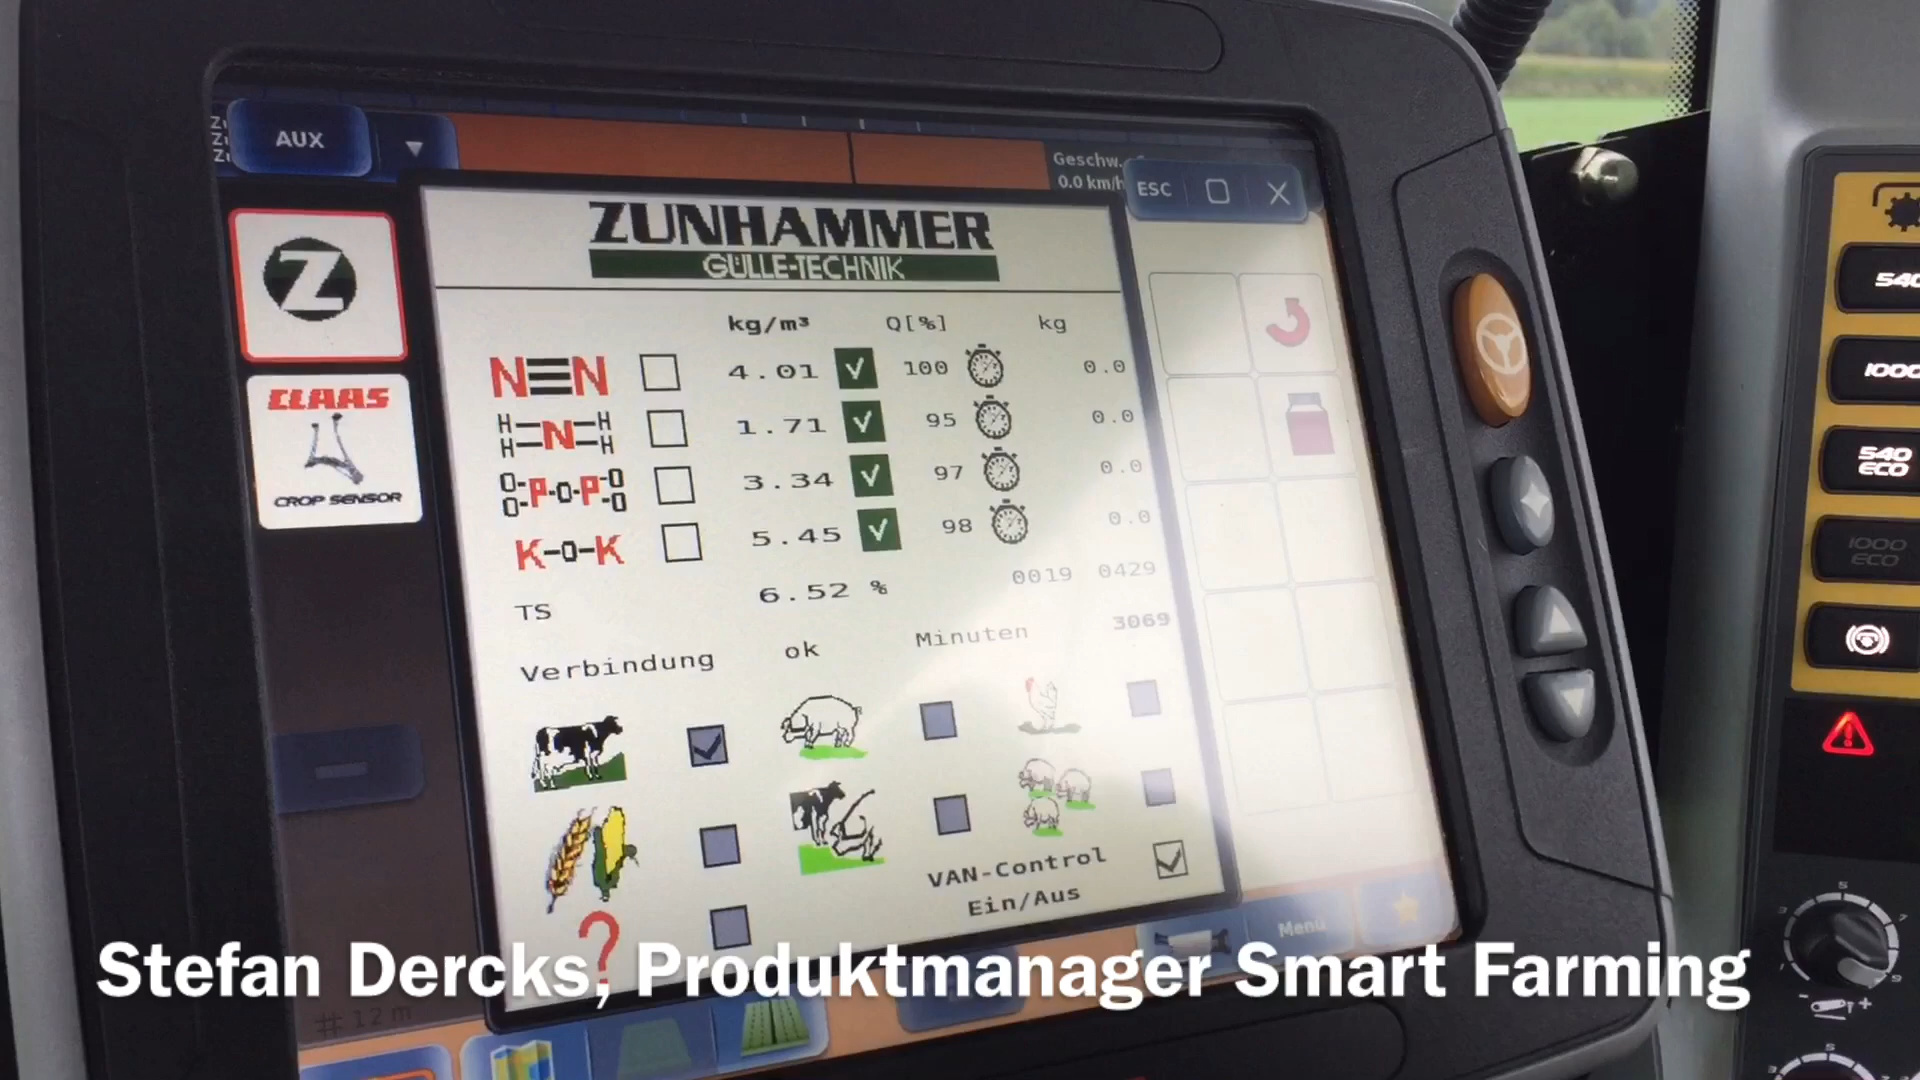 AUX
Geschw.
0.0 km/h
ESC
ZUNHAMMER
GÜLLE-TECHNIK
kg/m³ Q[%] kg
N≡N 4.01 100 0.0
H H N H H 1.71 95 0.0
O O P-O-P O O 3.34 97 0.0
K-O-K 5.45 98 0.0
TS 6.52 % 0019 0429
Verbindung ok Minuten 3069
VAN-Control
Ein/Aus
?
Z
CLAAS
CROP SENSOR
# 12 m
Menü
540
1000
540
ECO
1000
ECO
Stefan Dercks, Produktmanager Smart Farming